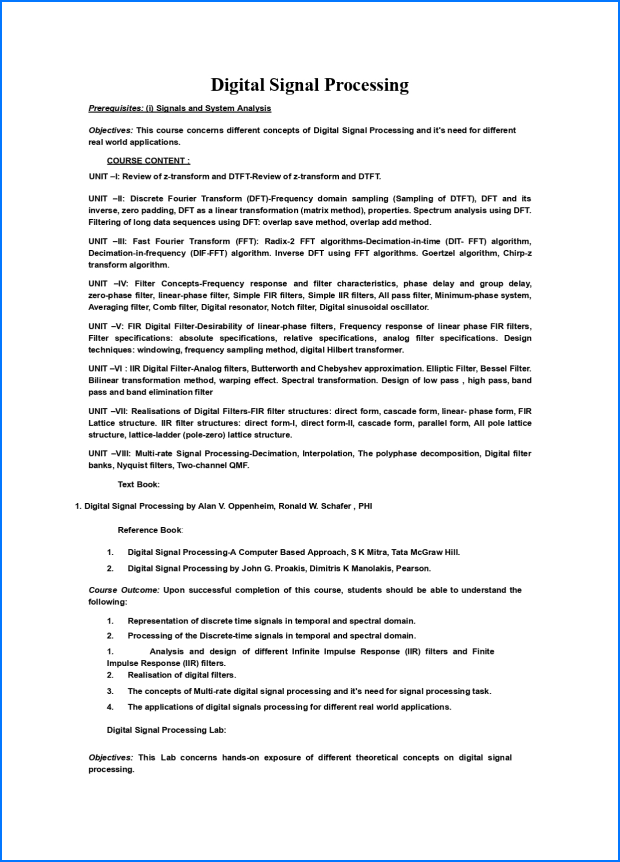 Digital Signal Processing
Prerequisites: (i) Signals and System Analysis
Objectives: This course concerns different concepts of Digital Signal Processing and it's need for different
real world applications.
COURSE CONTENT :
UNIT –I: Review of z-transform and DTFT-Review of z-transform and DTFT.
UNIT –II: Discrete Fourier Transform (DFT)-Frequency domain sampling (Sampling of DTFT), DFT and its
inverse, zero padding, DFT as a linear transformation (matrix method), properties. Spectrum analysis using DFT.
Filtering of long data sequences using DFT: overlap save method, overlap add method.
UNIT –III: Fast Fourier Transform (FFT): Radix-2 FFT algorithms-Decimation-in-time (DIT- FFT) algorithm,
Decimation-in-frequency (DIF-FFT) algorithm. Inverse DFT using FFT algorithms. Goertzel algorithm, Chirp-z
transform algorithm.
UNIT –IV: Filter Concepts-Frequency response and filter characteristics, phase delay and group delay,
zero-phase filter, linear-phase filter, Simple FIR filters, Simple IIR filters, All pass filter, Minimum-phase system,
Averaging filter, Comb filter, Digital resonator, Notch filter, Digital sinusoidal oscillator.
UNIT –V: FIR Digital Filter-Desirability of linear-phase filters, Frequency response of linear phase FIR filters,
Filter specifications: absolute specifications, relative specifications, analog filter specifications. Design
techniques: windowing, frequency sampling method, digital Hilbert transformer.
UNIT –VI : IIR Digital Filter-Analog filters, Butterworth and Chebyshev approximation. Elliptic Filter, Bessel Filter.
Bilinear transformation method, warping effect. Spectral transformation. Design of low pass , high pass, band
pass and band elimination filter
UNIT –VII: Realisations of Digital Filters-FIR filter structures: direct form, cascade form, linear- phase form, FIR
Lattice structure. IIR filter structures: direct form-I, direct form-II, cascade form, parallel form, All pole lattice
structure, lattice-ladder (pole-zero) lattice structure.
UNIT –VIII: Multi-rate Signal Processing-Decimation, Interpolation, The polyphase decomposition, Digital filter
banks, Nyquist filters, Two-channel QMF.
Text Book:
1. Digital Signal Processing by Alan V. Oppenheim, Ronald W. Schafer , PHI
Reference Book:
1. Digital Signal Processing-A Computer Based Approach, S K Mitra, Tata McGraw Hill.
2. Digital Signal Processing by John G. Proakis, Dimitris K Manolakis, Pearson.
Course Outcome: Upon successful completion of this course, students should be able to understand the
following:
1. Representation of discrete time signals in temporal and spectral domain.
2. Processing of the Discrete-time signals in temporal and spectral domain.
1. Analysis and design of different Infinite Impulse Response (IIR) filters and Finite
Impulse Response (IIR) filters.
2. Realisation of digital filters.
3. The concepts of Multi-rate digital signal processing and it's need for signal processing task.
4. The applications of digital signals processing for different real world applications.
Digital Signal Processing Lab:
Objectives: This Lab concerns hands-on exposure of different theoretical concepts on digital signal
processing.